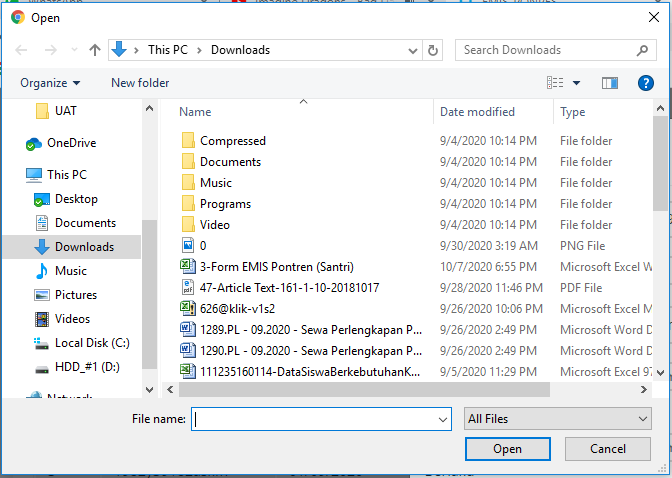 Open
This PC > Downloads
Search Downloads
Organize
New folder
?
UAT
OneDrive
This PC
Desktop
Documents
Downloads
Music
Pictures
Videos
Local Disk (C:)
HDD_#1 (D:)
Network
Name Date modified Type
Compressed 9/4/2020 10:14 PM File folder
Documents 9/4/2020 10:14 PM File folder
Music 9/4/2020 10:14 PM File folder
Programs 9/4/2020 10:14 PM File folder
Video 9/4/2020 10:14 PM File folder
0 9/30/2020 3:19 AM PNG File
3-Form EMIS Pontren (Santri) 10/7/2020 6:55 PM Microsoft Excel W
47-Article Text-161-1-10-20181017 9/28/2020 11:46 PM PDF File
626@klik-v1s2 9/26/2020 10:06 PM Microsoft Excel M
1289.PL - 09.2020 - Sewa Perlengkapan P... 9/26/2020 2:49 PM Microsoft Word D
1290.PL - 09.2020 - Sewa Perlengkapan P... 9/26/2020 2:49 PM Microsoft Word D
111235160114-DataSiswaBerkebutuhanK... 9/5/2020 11:29 PM Microsoft Excel 97
File name:
All Files
Open
Cancel